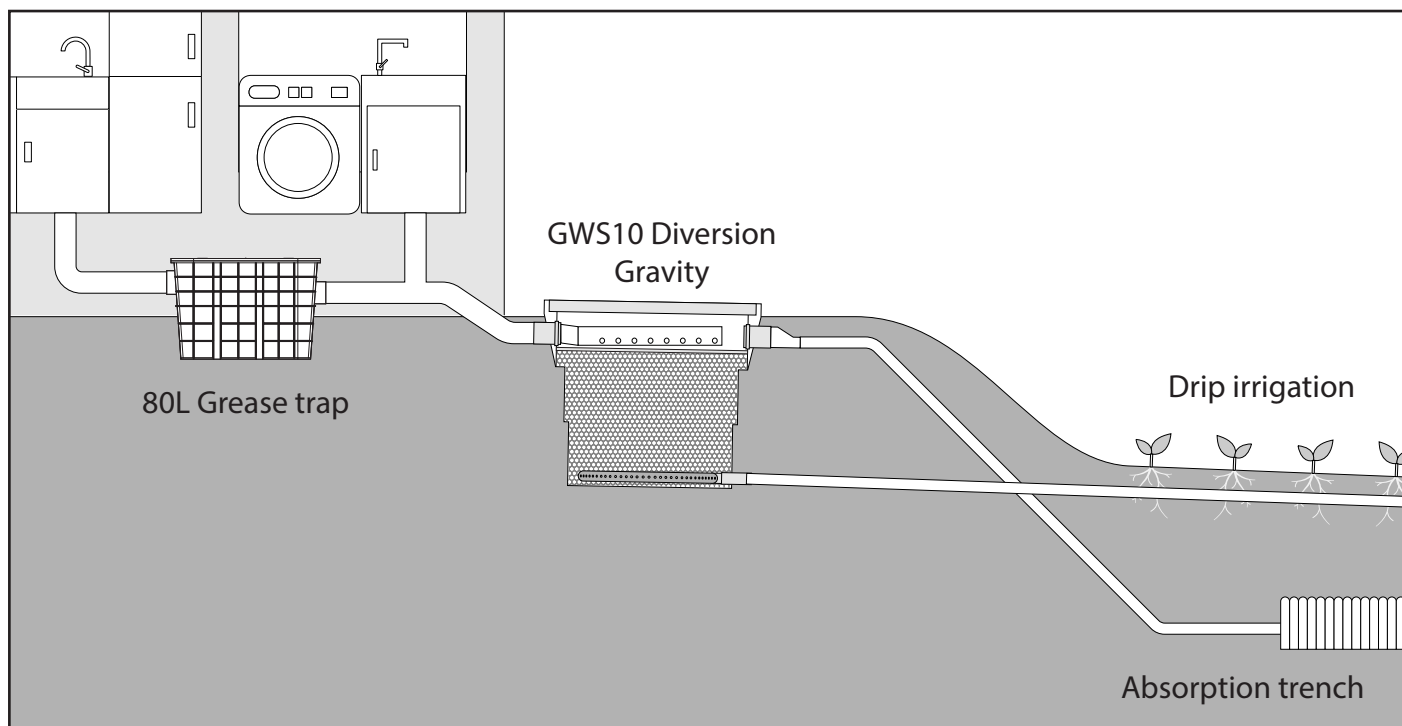 GWS10 Diversion
Gravity
80L Grease trap
Drip irrigation
Absorption trench